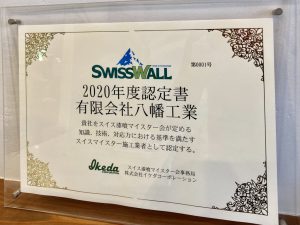 SWISSWALL
第0001号
2020年度認定書
有限会社八幡工業
貴社をスイス漆喰マイスター会が定める
知識、技術、対応力における基準を満たす
スイスマイスター施工業者として認定する。
Ikeda
スイス漆喰マイスター会事務局
株式会社イケダコーポレーション